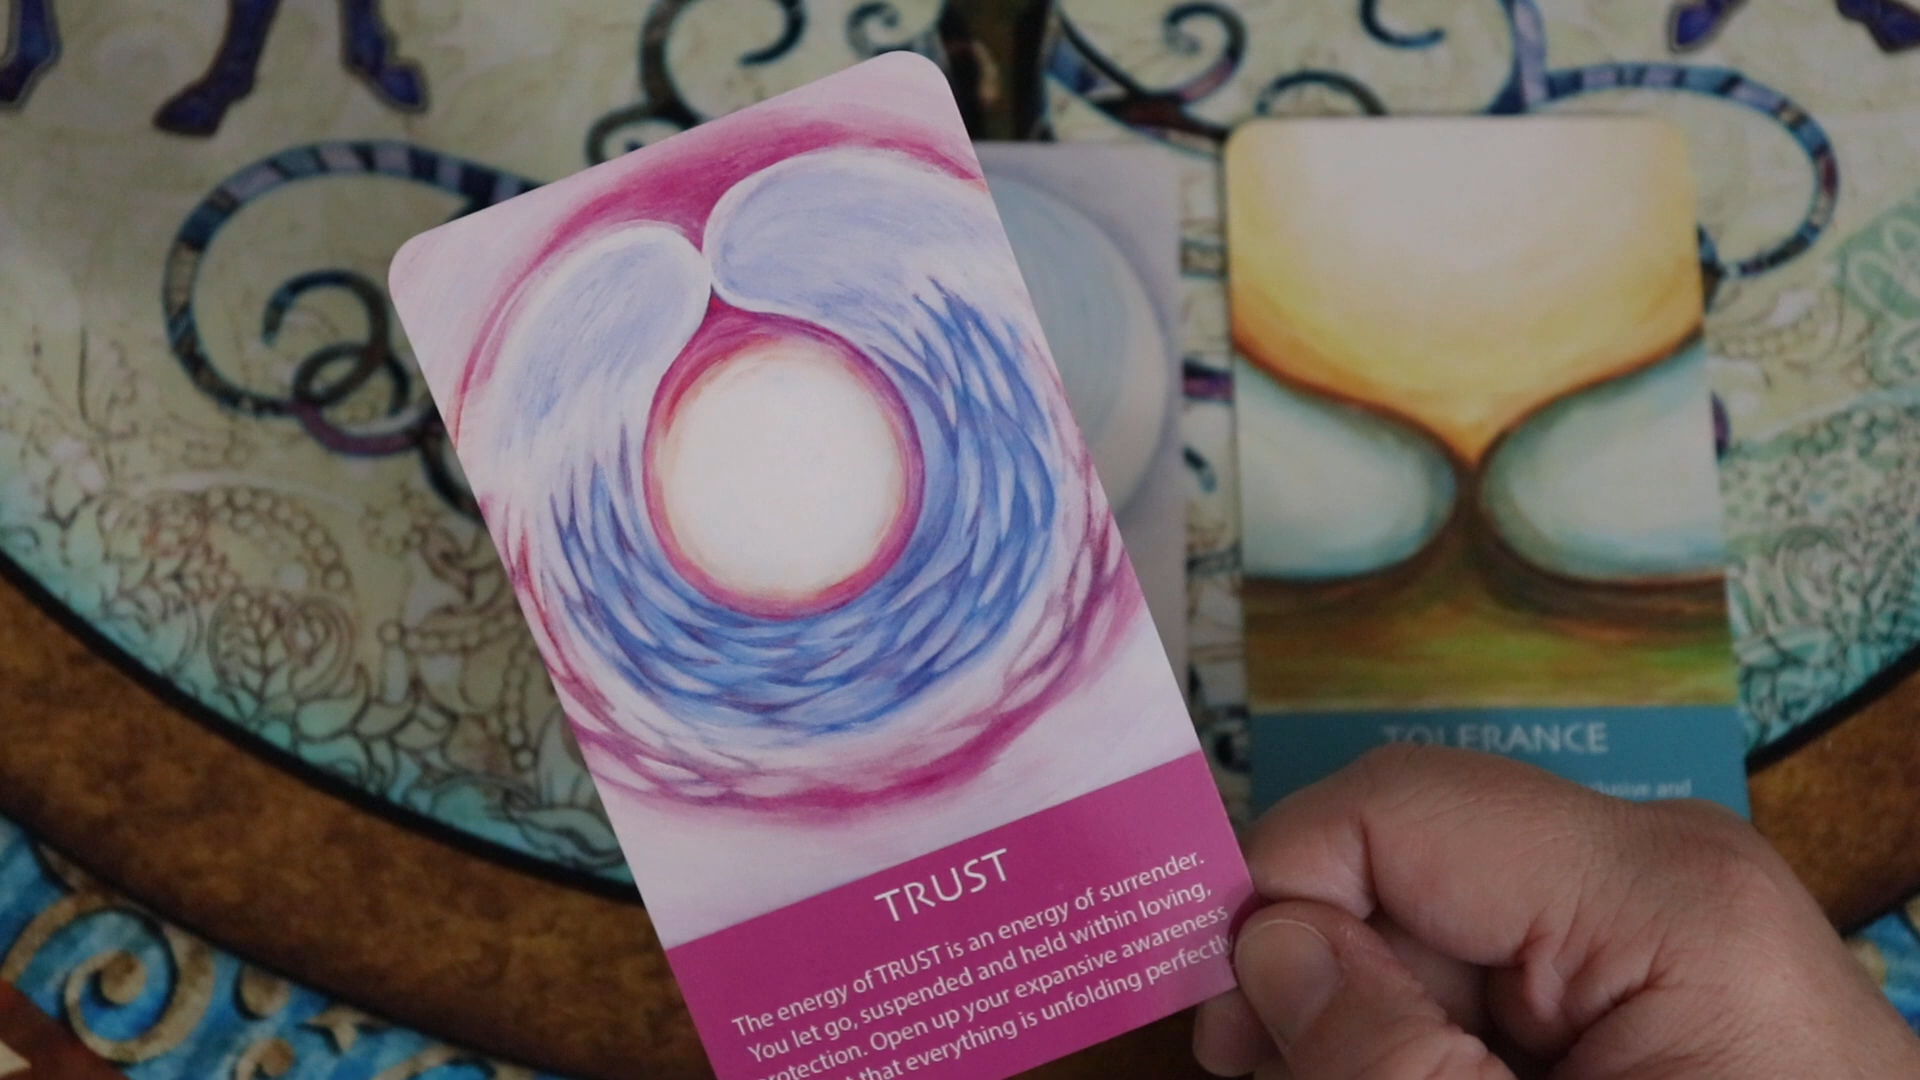 TRUST
The energy of TRUST is an energy of surrender.
You let go, suspended and held within loving,
protection. Open up your expansive awareness
that everything is unfolding perfectly
TOLERANCE
and